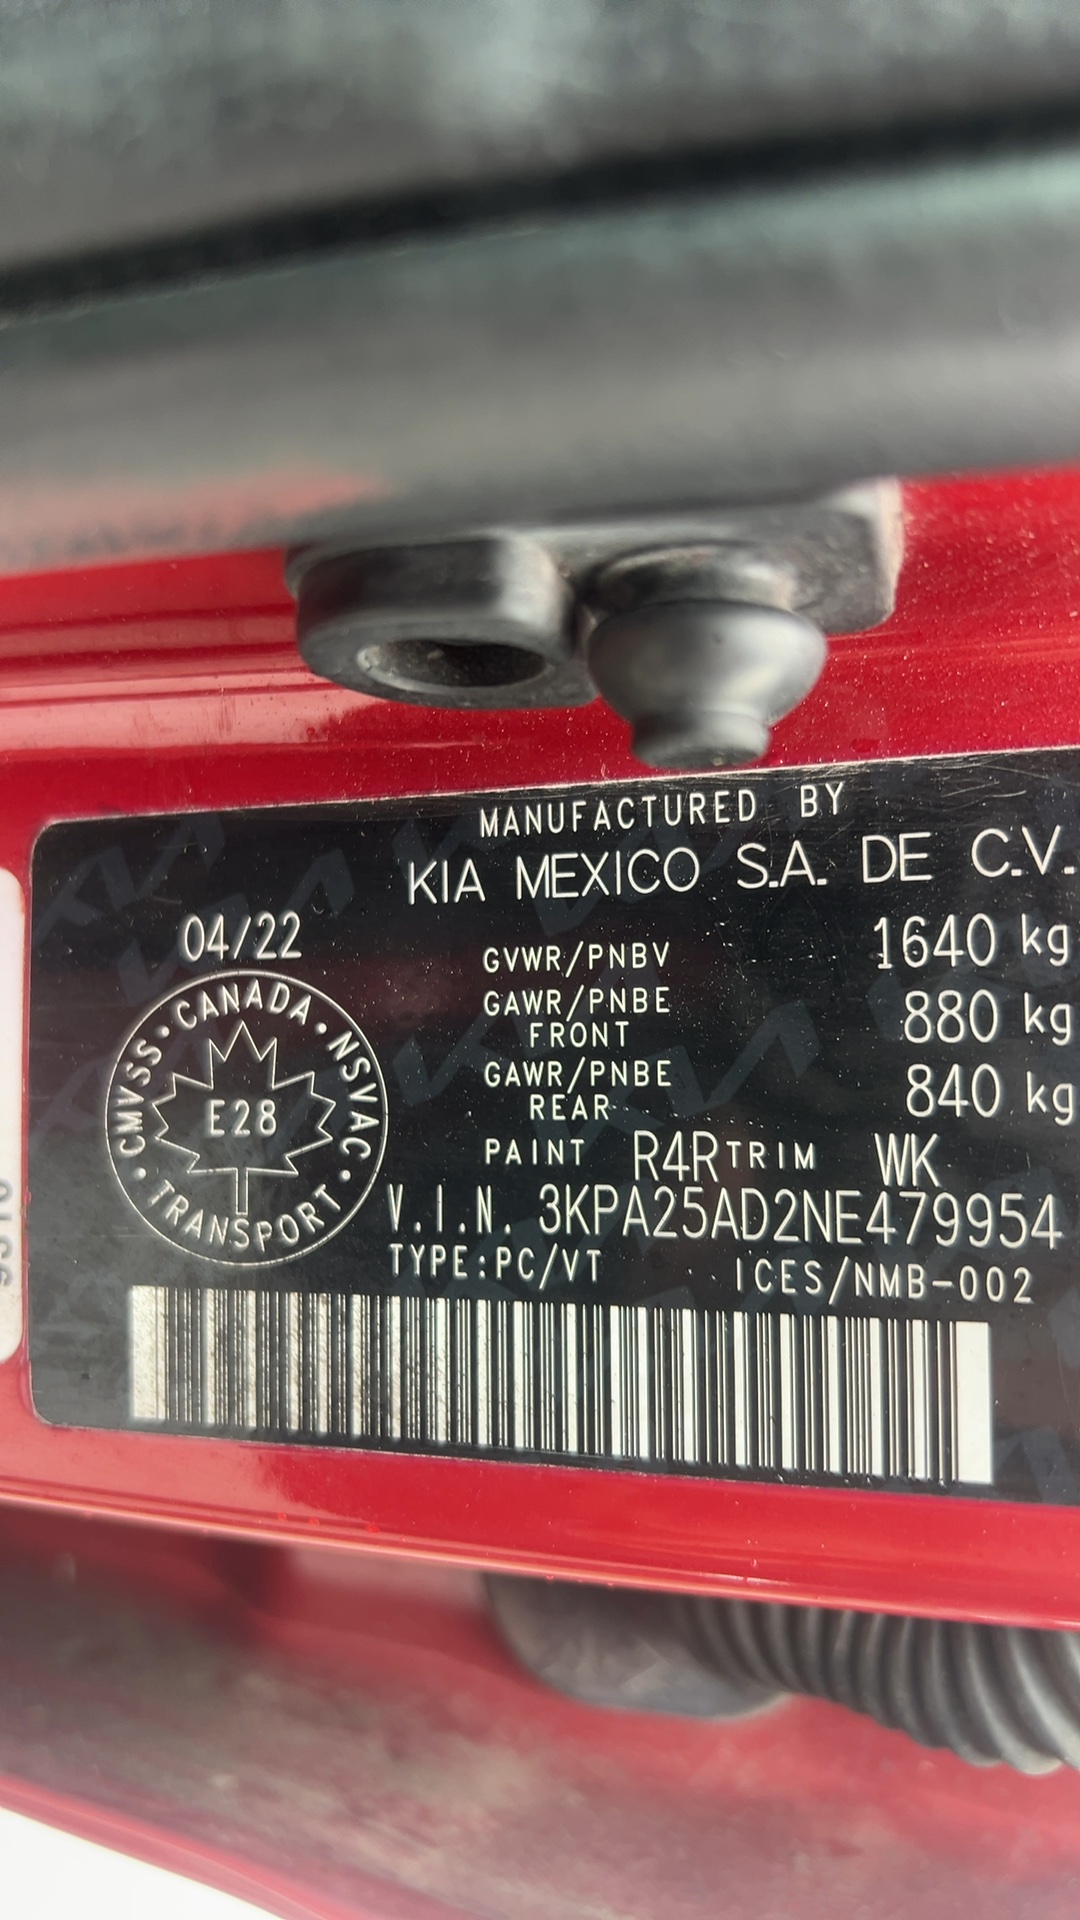 MANUFACTURED BY
KIA MEXICO S.A. DE C.V.
04/22
GVWR/PNBV 1640 kg
GAWR/PNBE FRONT 880 kg
GAWR/PNBE REAR 840 kg
PAINT R4R TRIM WK
V.I.N. 3KPA25AD2NE479954
TYPE:PC/VT ICES/NMB-002
CMVSS · CANADA · NSVAC · TRANSPORT ·
E28